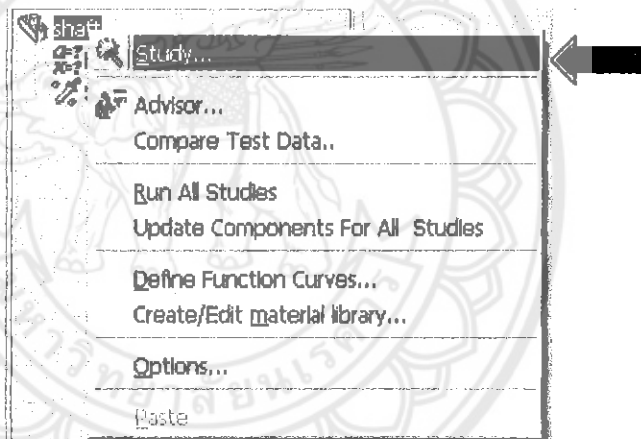 shaft
Study...
Advisor...
Compare Test Data..
Run All Studies
Update Components For All Studies
Define Function Curves...
Create/Edit material library...
Options...
Paste